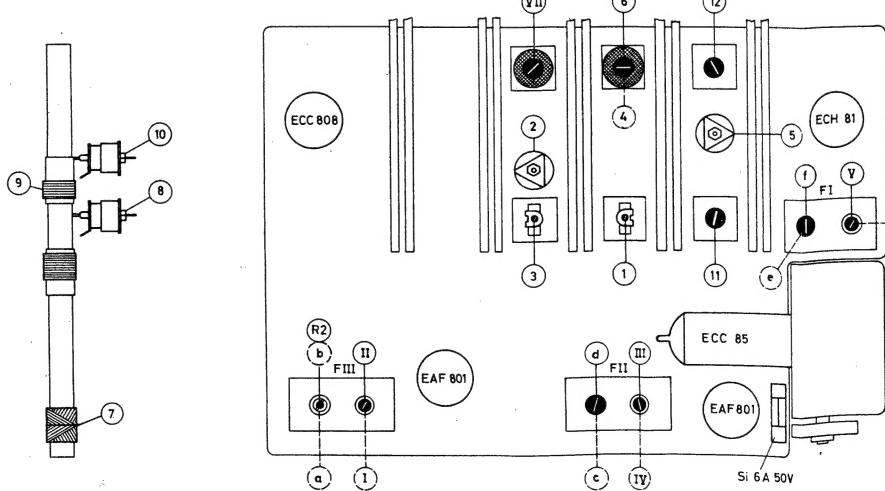 VII
6
12
ECC 808
4
ECH 81
2
5
10
9
8
f
V
FI
3
1
11
e
ECC 85
R2
b
II
d
III
FIII
EAF 801
FII
EAF801
7
a
I
c
IV
Si 6A 50V